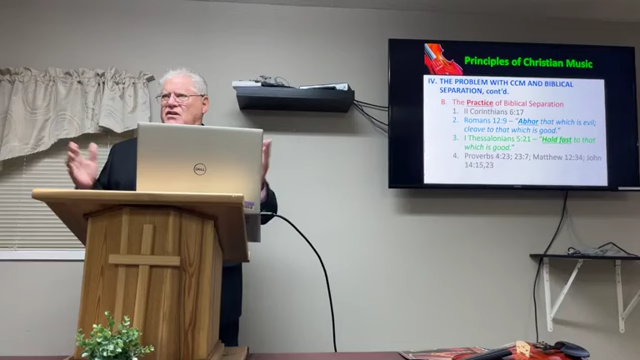 Principles of Christian Music
IV. THE PROBLEM WITH CCM AND BIBLICAL
SEPARATION, cont'd.
B. The Practice of Biblical Separation
1. II Corinthians 6:17
2. Romans 12:9 – "Abhor that which is evil;
cleave to that which is good."
3. I Thessalonians 5:21 – "Hold fast to that
which is good."
4. Proverbs 4:23; 23:7; Matthew 12:34; John
14:15,23
DELL